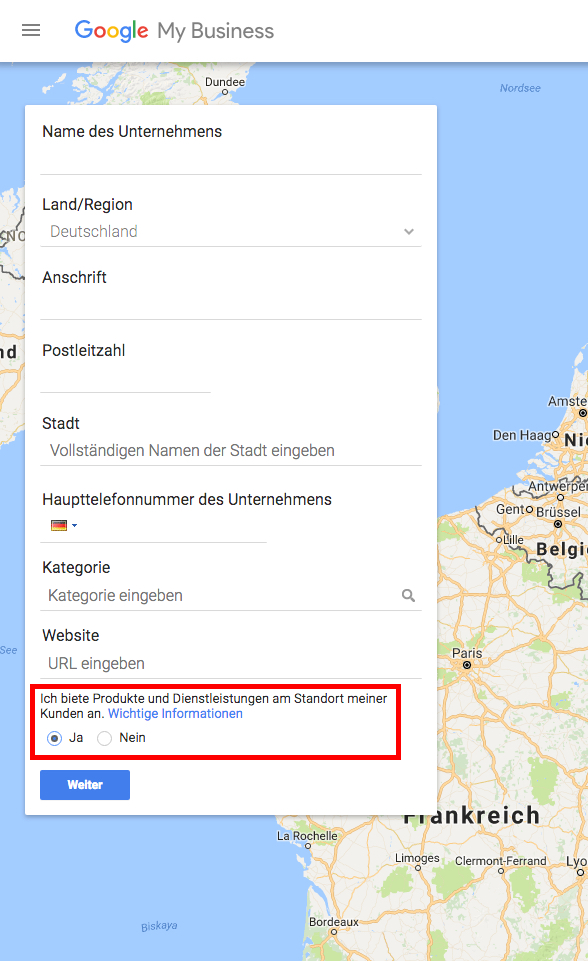 Google My Business
Dundee
Nordsee
Name des Unternehmens
Land/Region
Deutschland
Anschrift
nd
Postleitzahl
Amste
Stadt
Den Haag
Nie
Vollständigen Namen der Stadt eingeben
Antwerpen
Haupttelefonnummer des Unternehmens
Gent
Brüssel
Lille
Belgi
Kategorie
Kategorie eingeben
Website
See
Paris
URL eingeben
Ich biete Produkte und Dienstleistungen am Standort meiner
Kunden an. Wichtige Informationen
Ja Nein
Weiter
Frankreich
La Rochelle
Limoges
Clermont-Ferrand
Lyo
Biskaya
Bordeaux